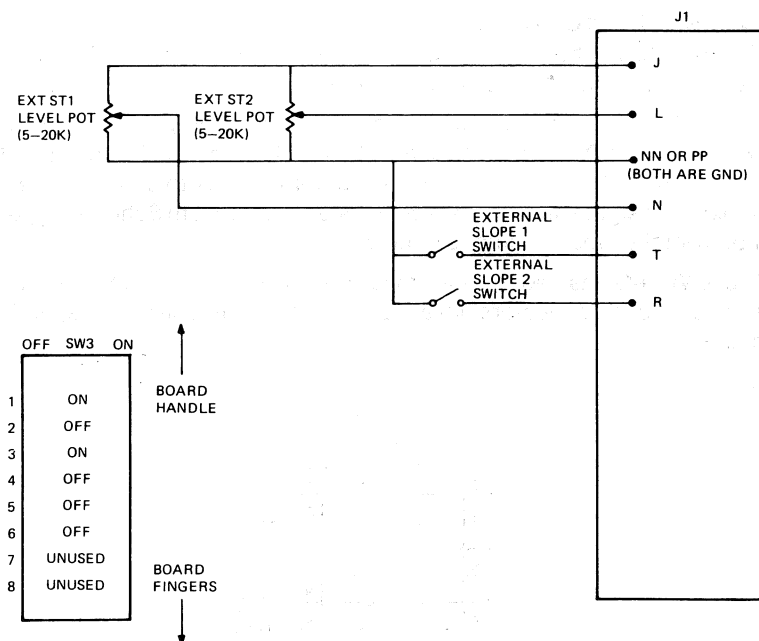 J1
J
EXT ST1
LEVEL POT
(5–20K)
EXT ST2
LEVEL POT
(5–20K)
L
NN OR PP
(BOTH ARE GND)
N
EXTERNAL
SLOPE 1
SWITCH
T
EXTERNAL
SLOPE 2
SWITCH
R
OFF SW3 ON
BOARD
HANDLE
1 ON
2 OFF
3 ON
4 OFF
5 OFF
6 OFF
7 UNUSED
8 UNUSED
BOARD
FINGERS